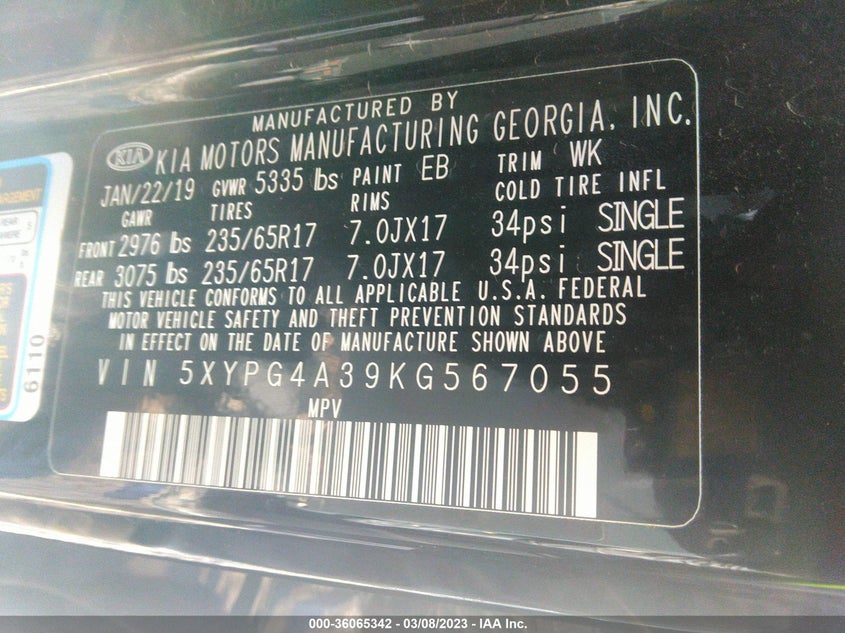 MANUFACTURED BY
KIA KIA MOTORS MANUFACTURING GEORGIA, INC.
JAN/22/19 GVWR 5335 lbs PAINT EB TRIM WK
GAWR TIRES RIMS COLD TIRE INFL
FRONT 2976 lbs 235/65R17 7.0JX17 34psi SINGLE
REAR 3075 lbs 235/65R17 7.0JX17 34psi SINGLE
THIS VEHICLE CONFORMS TO ALL APPLICABLE U.S.A. FEDERAL
MOTOR VEHICLE SAFETY AND THEFT PREVENTION STANDARDS
IN EFFECT ON THE DATE OF MANUFACTURE SHOWN ABOVE
VIN 5XYPG4A39KG567055
MPV
6110
000-36065342 - 03/08/2023 - IAA Inc.